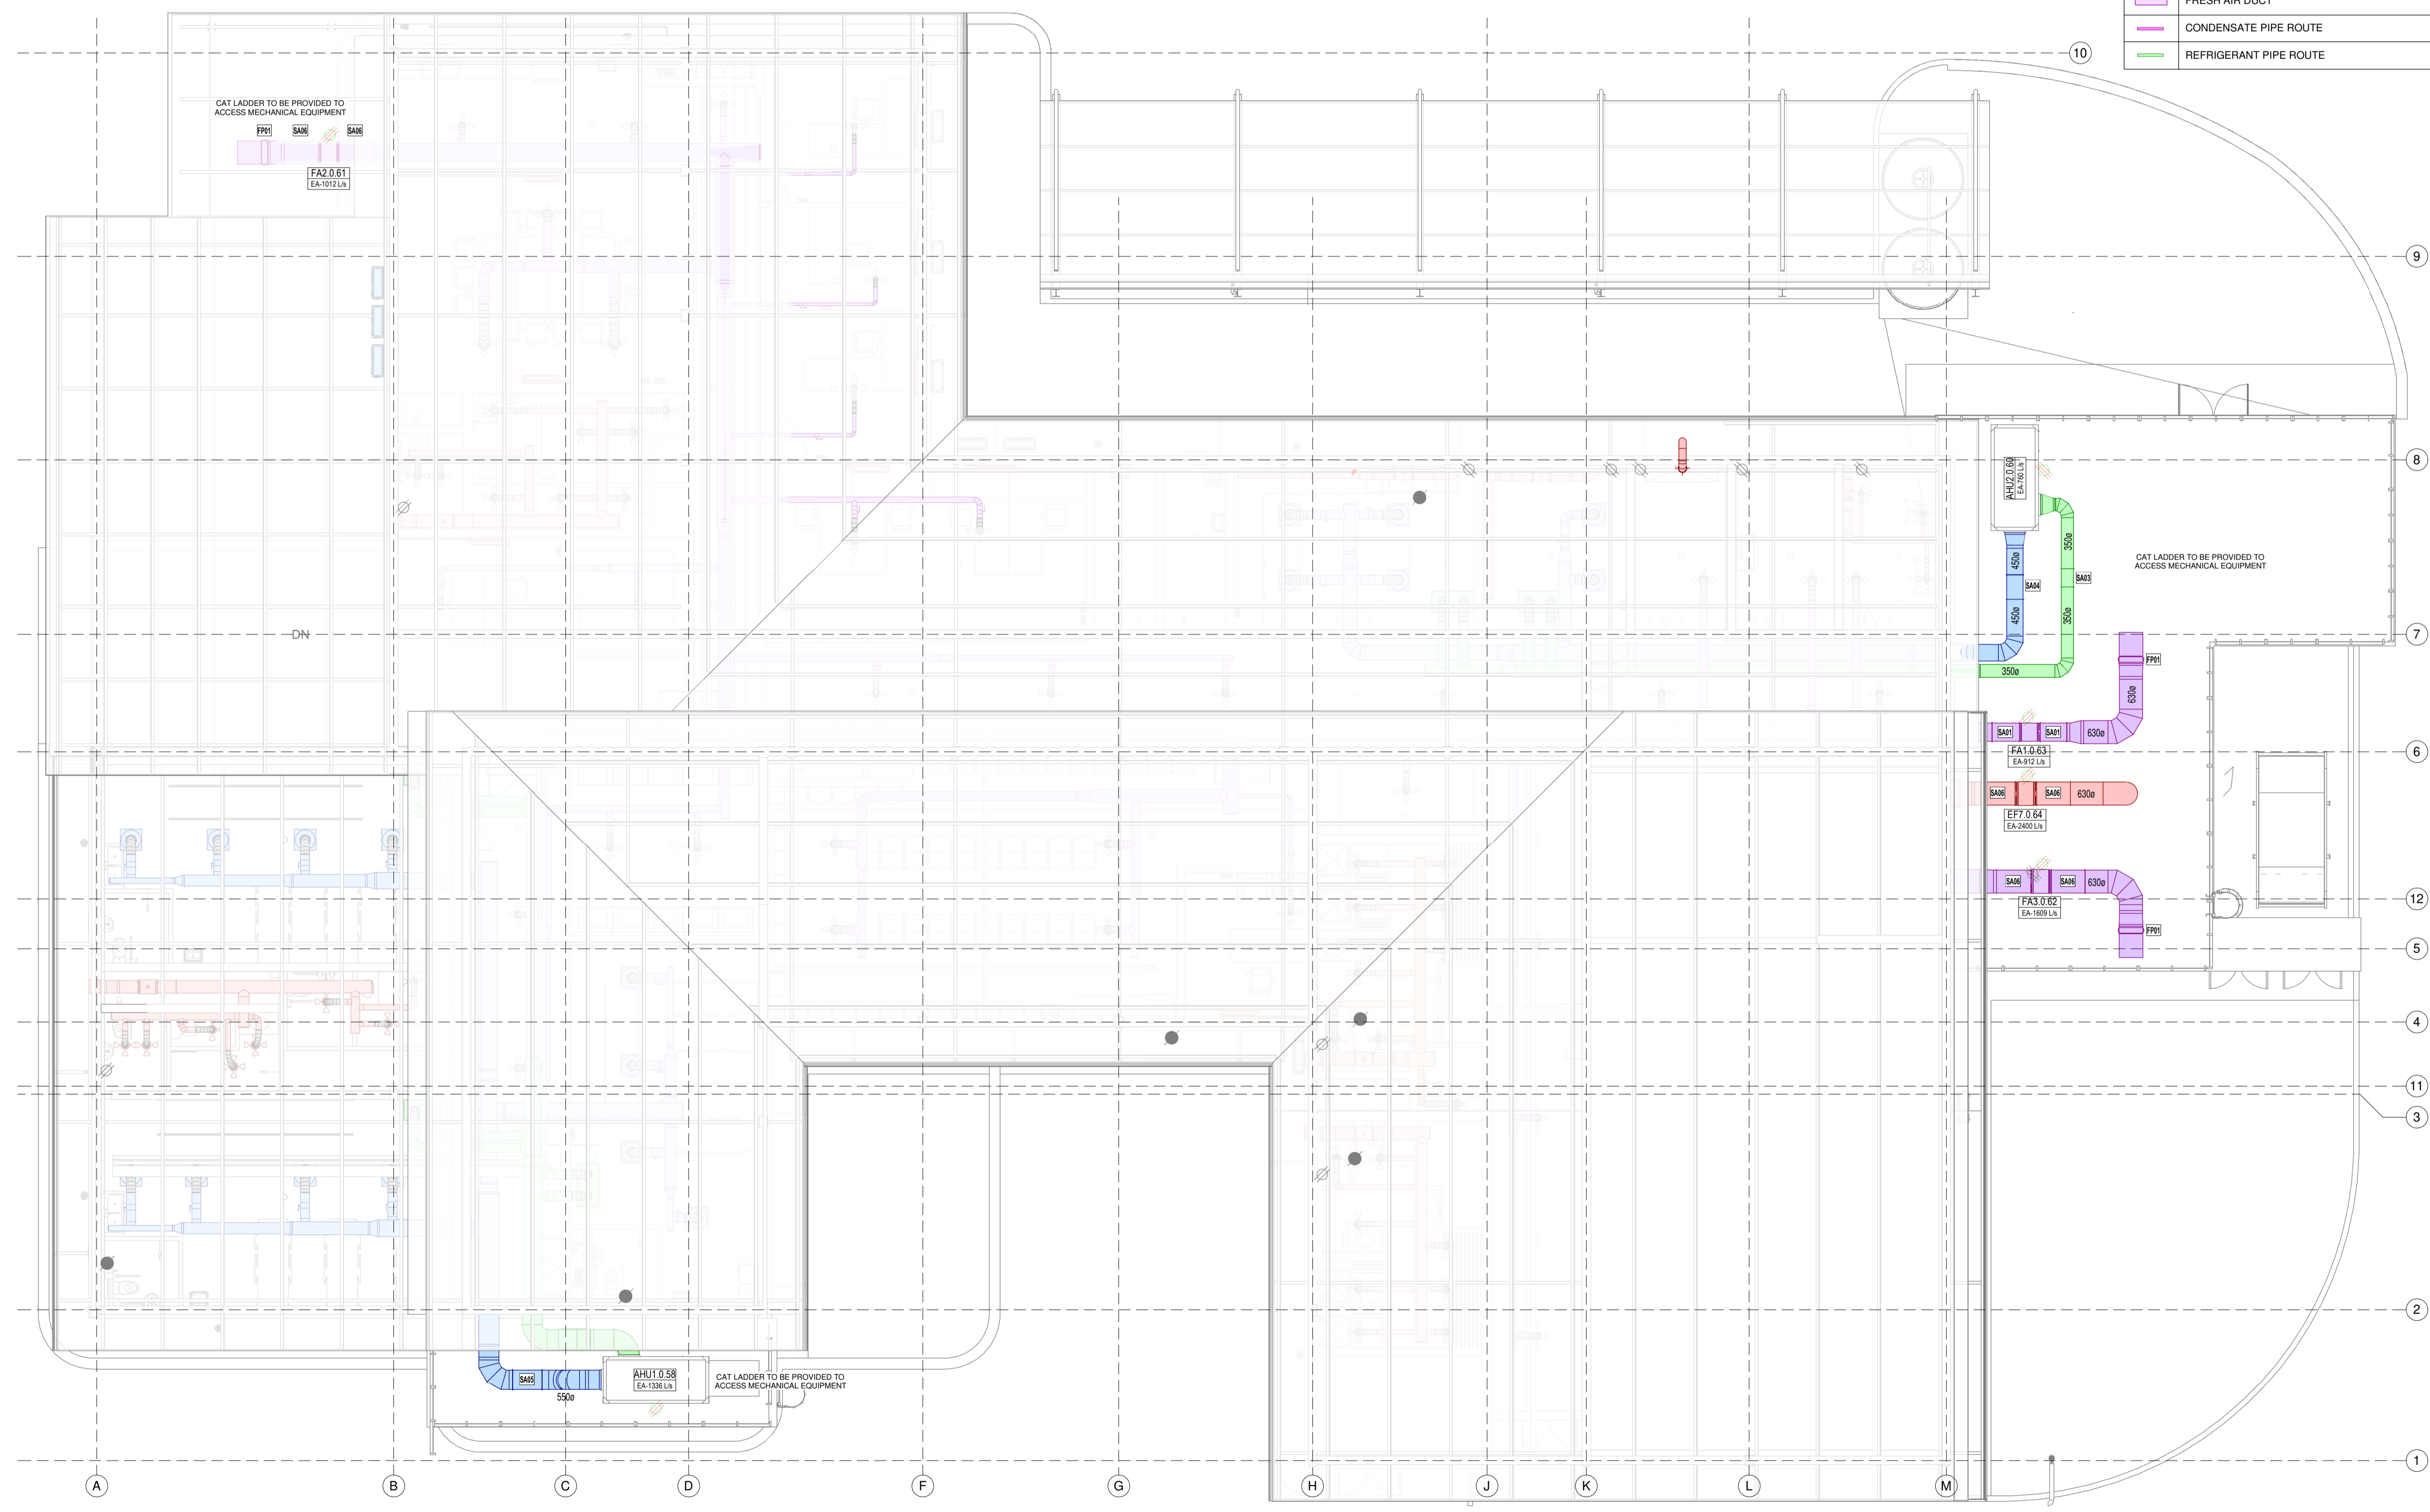 FRESH AIR DUCT
CONDENSATE PIPE ROUTE
REFRIGERANT PIPE ROUTE
10
CAT LADDER TO BE PROVIDED TO
ACCESS MECHANICAL EQUIPMENT
FP01
SA06
SA06
FA2.0.61
EA-1012 L/s
9
8
AHU2.0.60
EA-760 L/s
450ø
350ø
SA04
SA03
450ø
350ø
CAT LADDER TO BE PROVIDED TO
ACCESS MECHANICAL EQUIPMENT
DN
7
350ø
FP01
630ø
SA01
SA01
630ø
FA1.0.63
EA-912 L/s
6
SA06
SA06
630ø
EF7.0.64
EA-2400 L/s
SA06
SA06
630ø
FA3.0.62
EA-1609 L/s
12
FP01
5
4
11
3
2
SA05
550ø
AHU1.0.58
EA-1336 L/s
CAT LADDER TO BE PROVIDED TO
ACCESS MECHANICAL EQUIPMENT
1
A
B
C
D
F
G
H
J
K
L
M